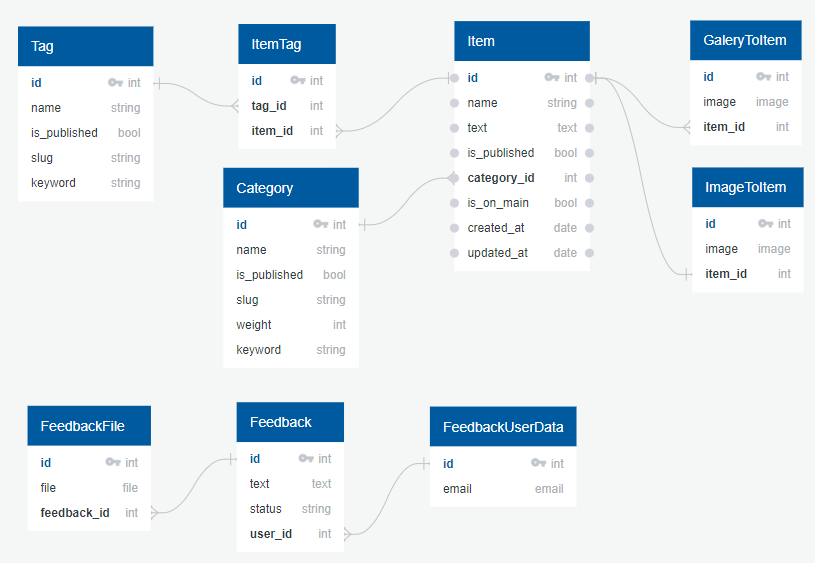 Tag
id int
name string
is_published bool
slug string
keyword string
ItemTag
id int
tag_id int
item_id int
Item
id int
name string
text text
is_published bool
category_id int
is_on_main bool
created_at date
updated_at date
GaleryToItem
id int
image image
item_id int
Category
id int
name string
is_published bool
slug string
weight int
keyword string
ImageToItem
id int
image image
item_id int
FeedbackFile
id int
file file
feedback_id int
Feedback
id int
text text
status string
user_id int
FeedbackUserData
id int
email email